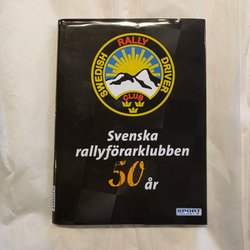 SWEDISH RALLY DRIVER
CLUB
Svenska
rallyförarklubben
50 år
SPORT